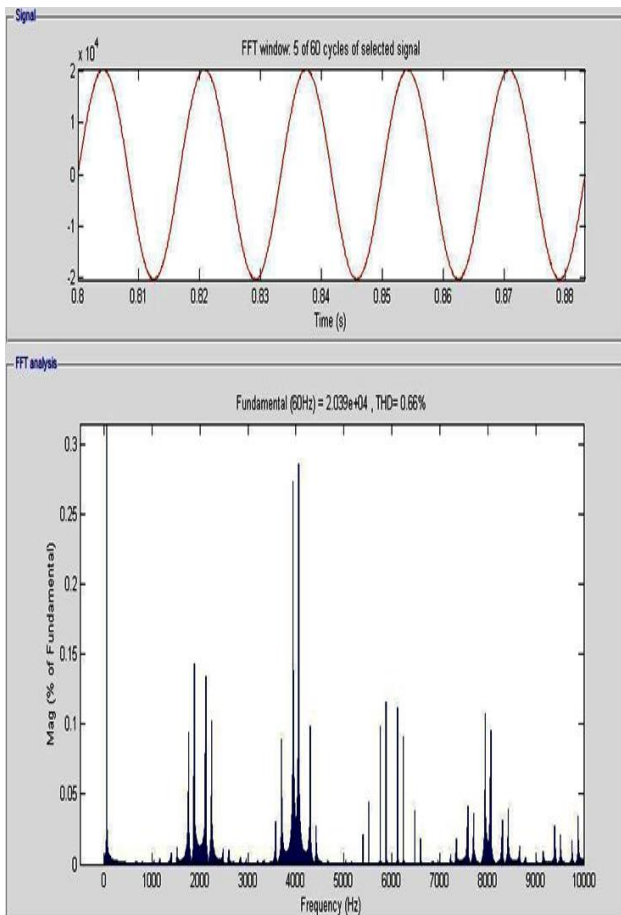 Signal
FFT window: 5 of 60 cycles of selected signal
x 10^4
2
1
0
-1
-2
0.8 0.81 0.82 0.83 0.84 0.85 0.86 0.87 0.88
Time (s)
FFT analysis
Fundamental (60Hz) = 2.039e+04 , THD= 0.66%
0.3
0.25
0.2
0.15
0.1
0.05
0
Mag (% of Fundamental)
0 1000 2000 3000 4000 5000 6000 7000 8000 9000 10000
Frequency (Hz)